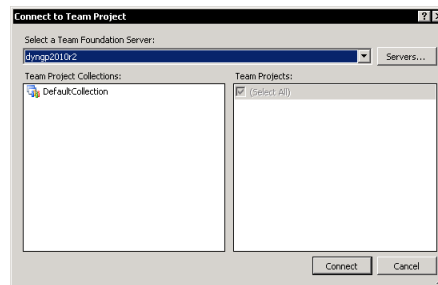 Connect to Team Project
Select a Team Foundation Server:
dyngp2010r2
Servers...
Team Project Collections:
Team Projects:
DefaultCollection
(Select All)
Connect
Cancel